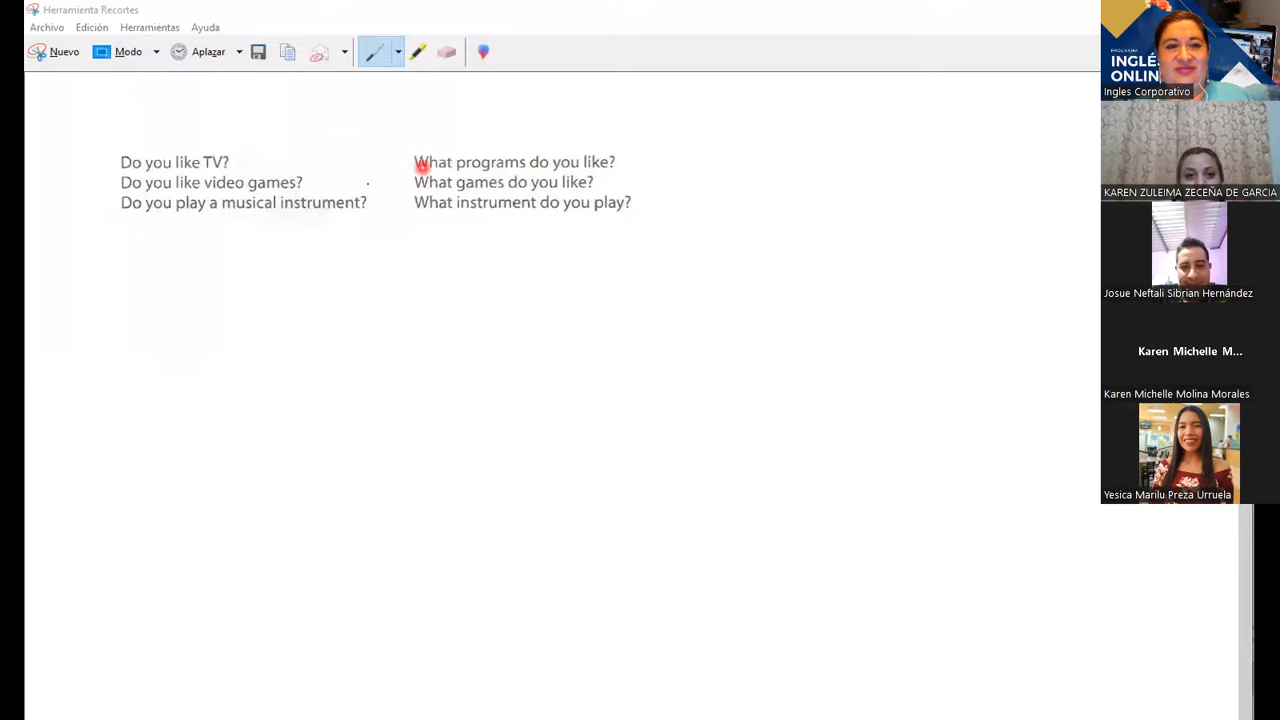 Herramienta Recortes
Archivo Edición Herramientas Ayuda
Nuevo Modo Aplazar
Do you like TV? What programs do you like?
Do you like video games? What games do you like?
Do you play a musical instrument? What instrument do you play?
PROGRAMA
INGLÉS
ONLIN
Ingles Corporativo
KAREN ZULEIMA ZECEÑA DE GARCIA
Josue Neftali Sibrian Hernández
Karen Michelle M...
Karen Michelle Molina Morales
Yesica Marilu Preza Urruela